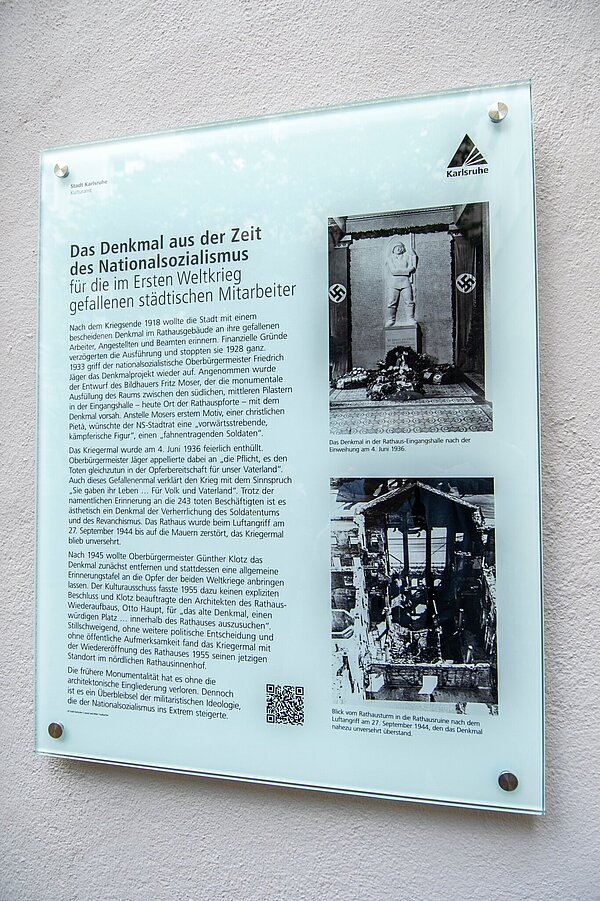 Stadt Karlsruhe
Kulturamt
Karlsruhe
Das Denkmal aus der Zeit
des Nationalsozialismus
für die im Ersten Weltkrieg
gefallenen städtischen Mitarbeiter
Nach dem Kriegsende 1918 wollte die Stadt mit einem
bescheidenen Denkmal im Rathausgebäude an ihre gefallenen
Arbeiter, Angestellten und Beamten erinnern. Finanzielle Gründe
verzögerten die Ausführung und stoppten sie 1928 ganz.
1933 griff der nationalsozialistische Oberbürgermeister Friedrich
Jäger das Denkmalprojekt wieder auf. Angenommen wurde
der Entwurf des Bildhauers Fritz Moser, der die monumentale
Ausfüllung des Raums zwischen den südlich, mittleren Pilastern
in der Eingangshalle – heute Ort der Rathauspforte – mit dem
Denkmal vorsah. Anstelle Mosers erstem Motiv, einer christlichen
Pietà, wünschte der NS-Stadtrat eine „vorwärtsstrebende,
kämpferische Figur“, einen „fahnentragenden Soldaten“.
Das Kriegermal wurde am 4. Juni 1936 feierlich enthüllt.
Oberbürgermeister Jäger appellierte dabei an „die Pflicht, es den
Toten gleichzutun in der Opferbereitschaft für unser Vaterland“.
Auch dieses Gefallenenmal verklärt den Krieg mit dem Sinnspruch
„Sie gaben ihr Leben ... Für Volk und Vaterland“. Trotz der
namentlichen Erinnerung an die 243 toten Beschäftigten ist es
ästhetisch ein Denkmal der Verherrlichung des Soldatentums
und des Revanchismus. Das Rathaus wurde beim Luftangriff am
27. September 1944 bis auf die Mauern zerstört, das Kriegermal
blieb unversehrt.
Nach 1945 wollte Oberbürgermeister Günther Klotz das
Denkmal zunächst entfernen und stattdessen eine allgemeine
Erinnerungstafel an die Opfer der beiden Weltkriege anbringen
lassen. Der Kulturausschuss fasste 1955 dazu keinen expliziten
Beschluss und Klotz beauftragte den Architekten des Rathaus-
Wiederaufbaus, Otto Haupt, für „das alte Denkmal, einen
würdigen Platz ... innerhalb des Rathauses auszusuchen“.
Stillschweigend, ohne weitere politische Entscheidung und
ohne öffentliche Aufmerksamkeit fand das Kriegermal mit
der Wiedereröffnung des Rathauses 1955 seinen jetzigen
Standort im nördlichen Rathausinnenhof.
Die frühere Monumentalität hat es ohne die
architektonische Eingliederung verloren. Dennoch
ist es ein Überbleibsel der militaristischen Ideologie,
die der Nationalsozialismus ins Extrem steigerte.
Das Denkmal in der Rathaus-Eingangshalle nach der
Einweihung am 4. Juni 1936.
Blick vom Rathausturm in die Rathausruine nach dem
Luftangriff am 27. September 1944, den das Denkmal
nahezu unversehrt überstand.